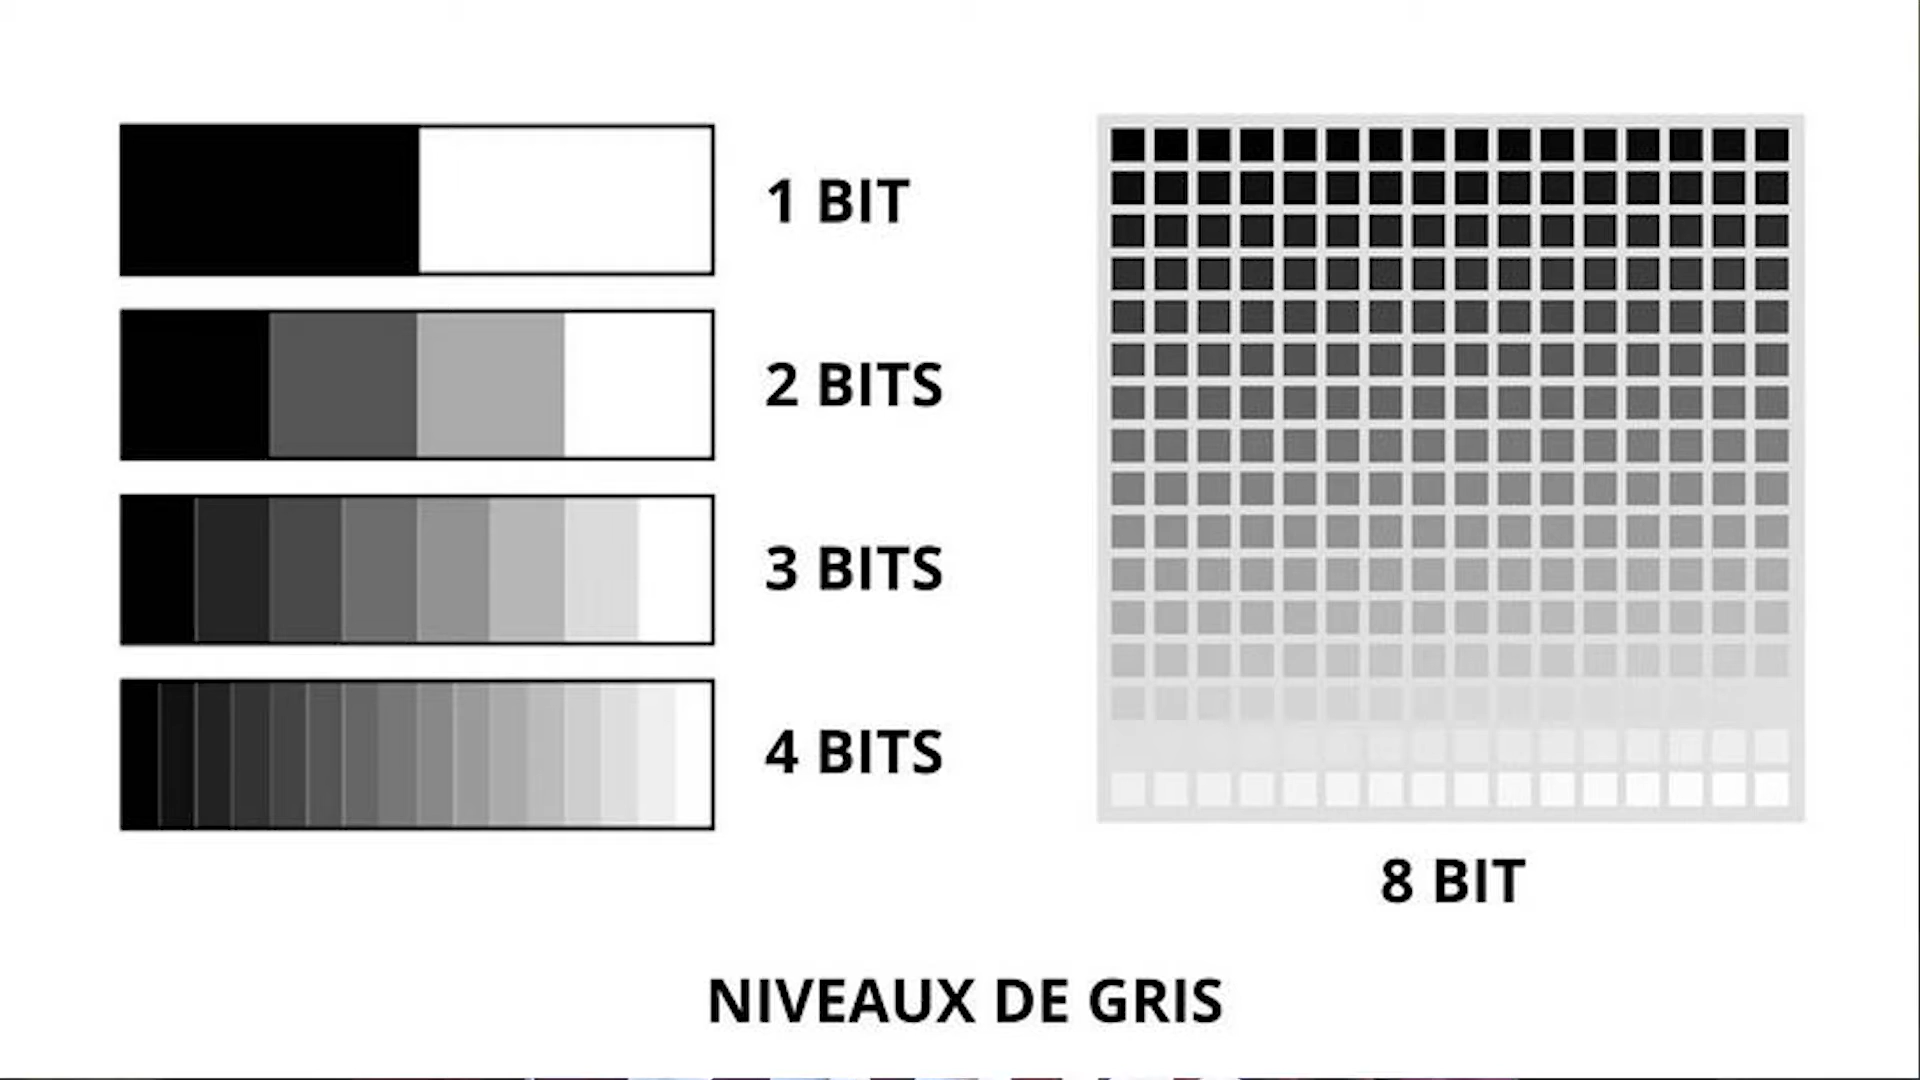 1 BIT
2 BITS
3 BITS
4 BITS
8 BIT
NIVEAUX DE GRIS